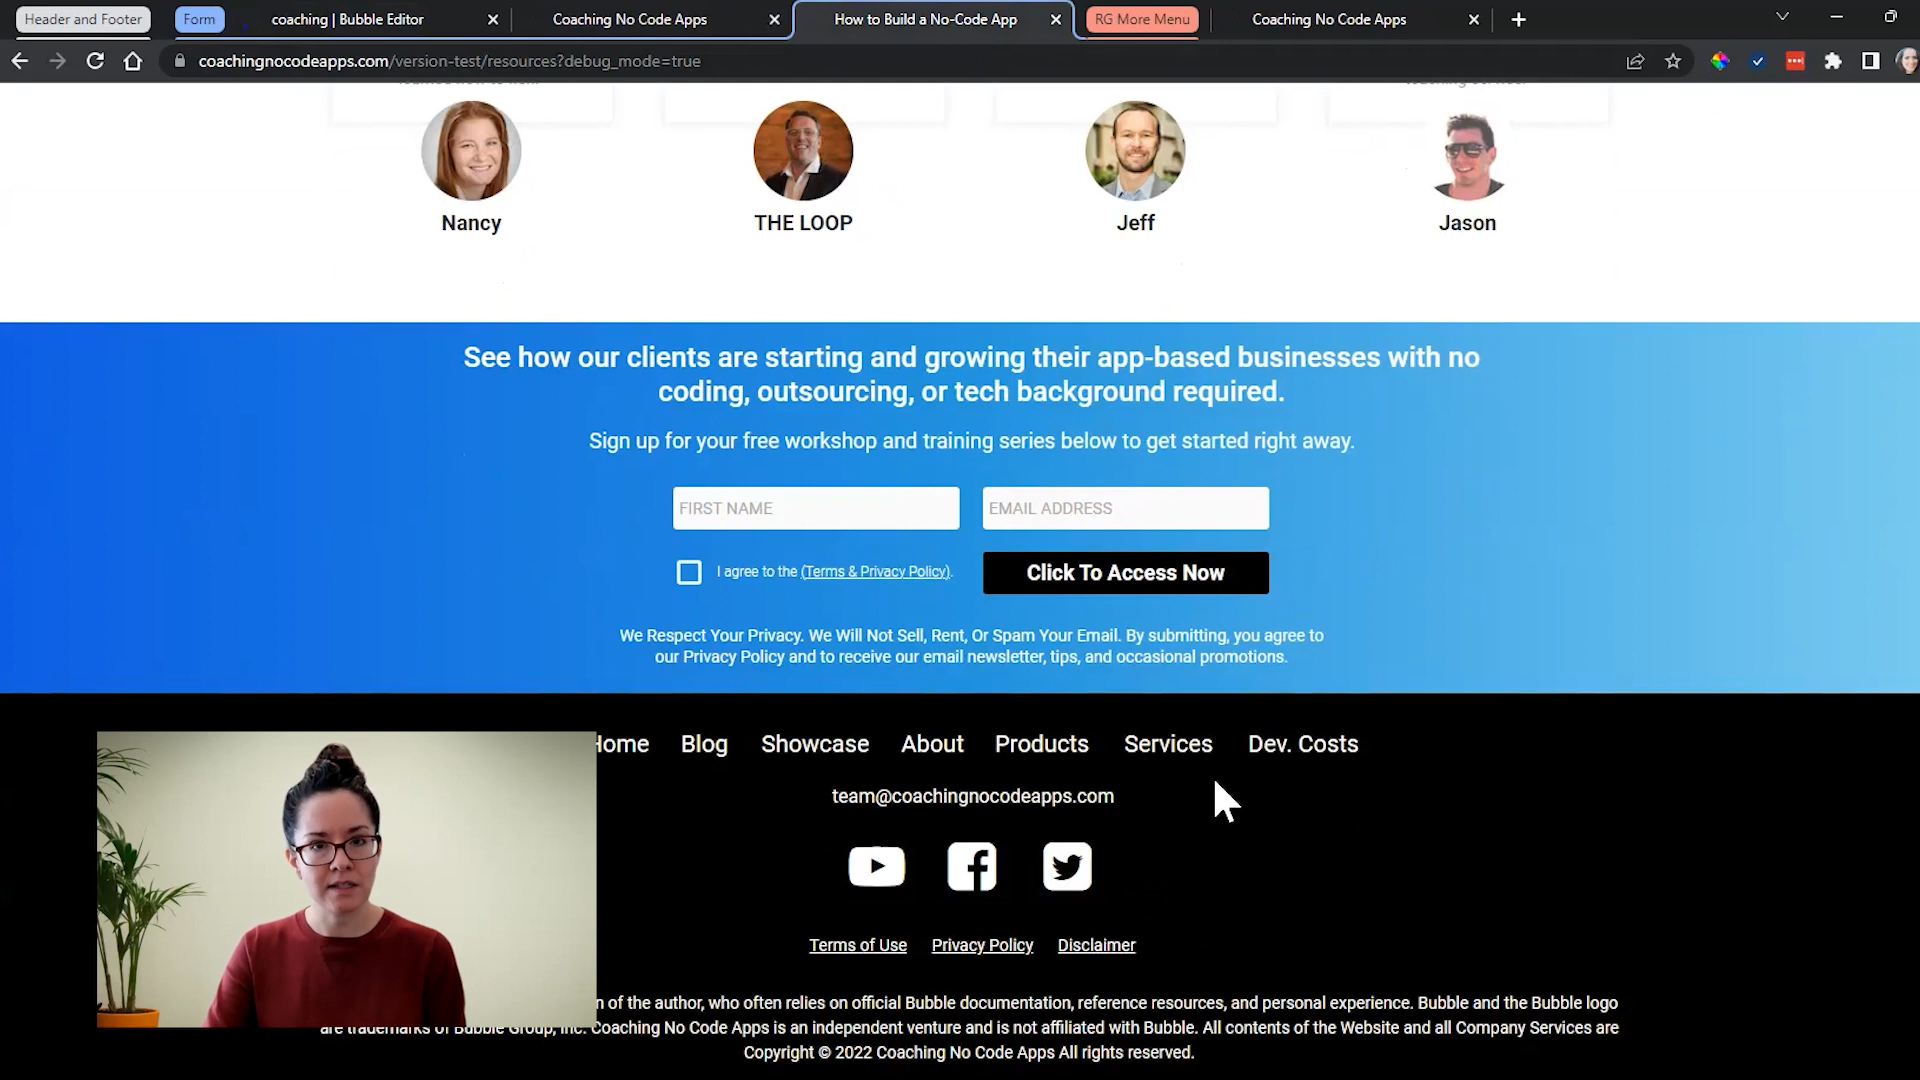 Header and Footer
Form
coaching | Bubble Editor
Coaching No Code Apps
How to Build a No-Code App
RG More Menu
Coaching No Code Apps
coachingnocodeapps.com/version-test/resources?debug_mode=true
Nancy
THE LOOP
Jeff
Jason
See how our clients are starting and growing their app-based businesses with no
coding, outsourcing, or tech background required.
Sign up for your free workshop and training series below to get started right away.
FIRST NAME
EMAIL ADDRESS
I agree to the (Terms & Privacy Policy).
Click To Access Now
We Respect Your Privacy. We Will Not Sell, Rent, Or Spam Your Email. By submitting, you agree to
our Privacy Policy and to receive our email newsletter, tips, and occasional promotions.
Home Blog Showcase About Products Services Dev. Costs
team@coachingnocodeapps.com
Terms of Use Privacy Policy Disclaimer
of the author, who often relies on official Bubble documentation, reference resources, and personal experience. Bubble and the Bubble logo
are trademarks of Bubble Group, Inc. Coaching No Code Apps is an independent venture and is not affiliated with Bubble. All contents of the Website and all Company Services are
Copyright © 2022 Coaching No Code Apps All rights reserved.